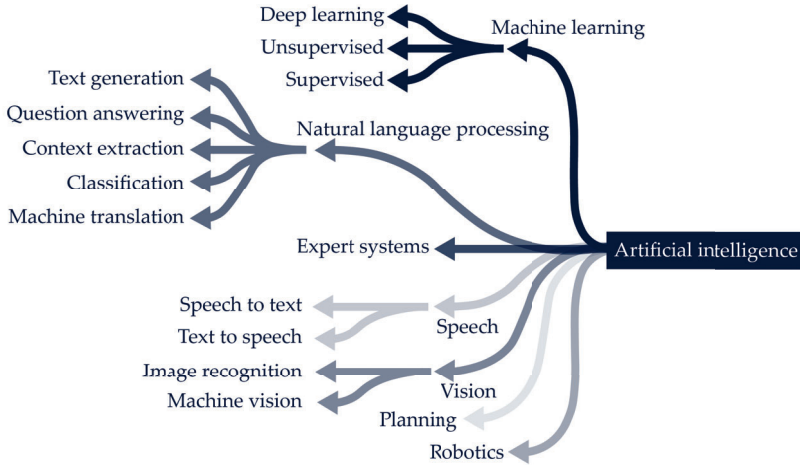 Deep learning
Machine learning
Unsupervised
Supervised
Text generation
Question answering
Natural language processing
Context extraction
Classification
Machine translation
Expert systems
Artificial intelligence
Speech to text
Speech
Text to speech
Image recognition
Vision
Machine vision
Planning
Robotics